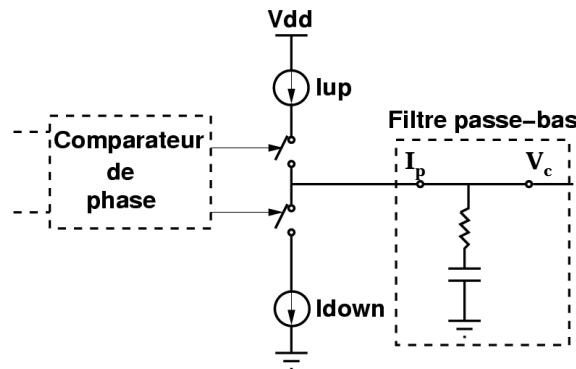 Vdd
Iup
Comparateur
de
phase
Filtre passe-bas
Ip
Vc
Idown